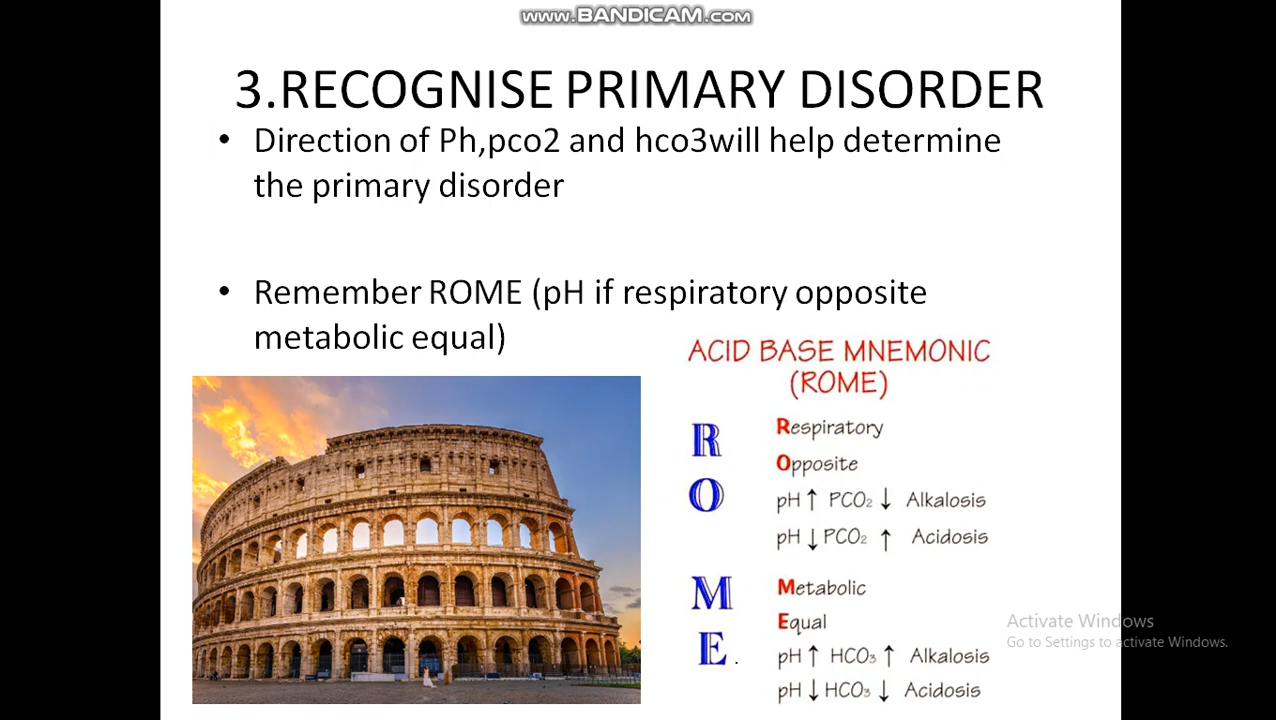 www.BANDICAM.com
3.RECOGNISE PRIMARY DISORDER
• Direction of Ph,pco2 and hco3will help determine
the primary disorder
• Remember ROME (pH if respiratory opposite
metabolic equal)
ACID BASE MNEMONIC
(ROME)
R
Respiratory
O
Opposite
pH ↑ PCO₂ ↓ Alkalosis
pH ↓ PCO₂ ↑ Acidosis
M
Metabolic
E
Equal
pH ↑ HCO₃ ↑ Alkalosis
pH ↓ HCO₃ ↓ Acidosis
Activate Windows
Go to Settings to activate Windows.